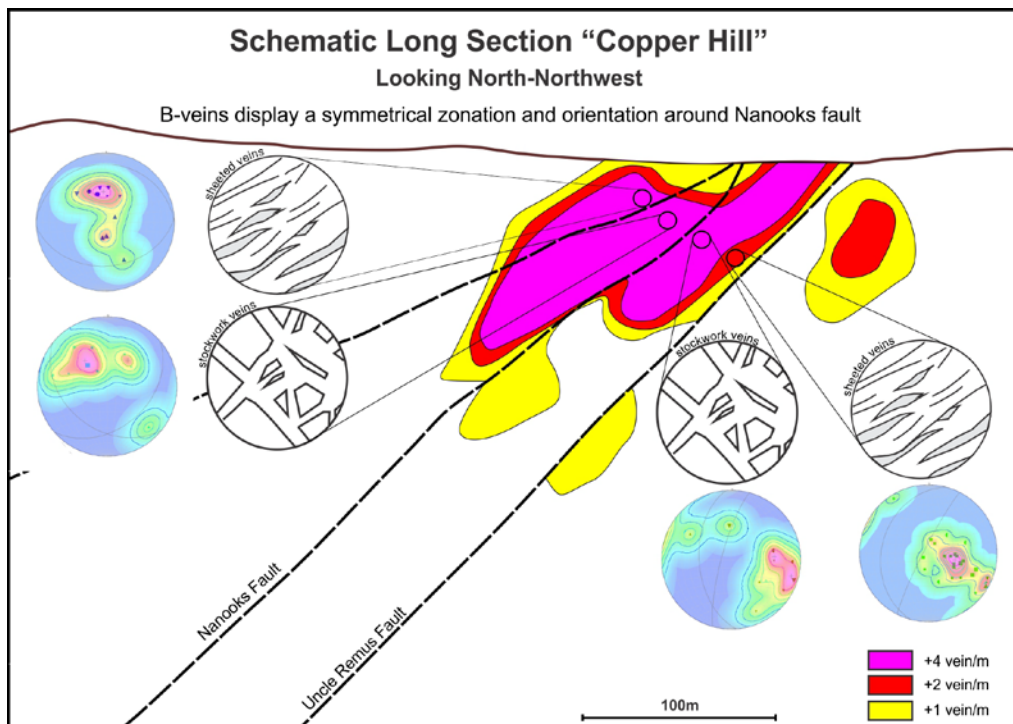 Schematic Long Section “Copper Hill”
Looking North-Northwest
B-veins display a symmetrical zonation and orientation around Nanooks fault
sheeted veins
stockwork veins
stockwork veins
sheeted veins
Nanooks Fault
Uncle Remus Fault
100m
+4 vein/m
+2 vein/m
+1 vein/m